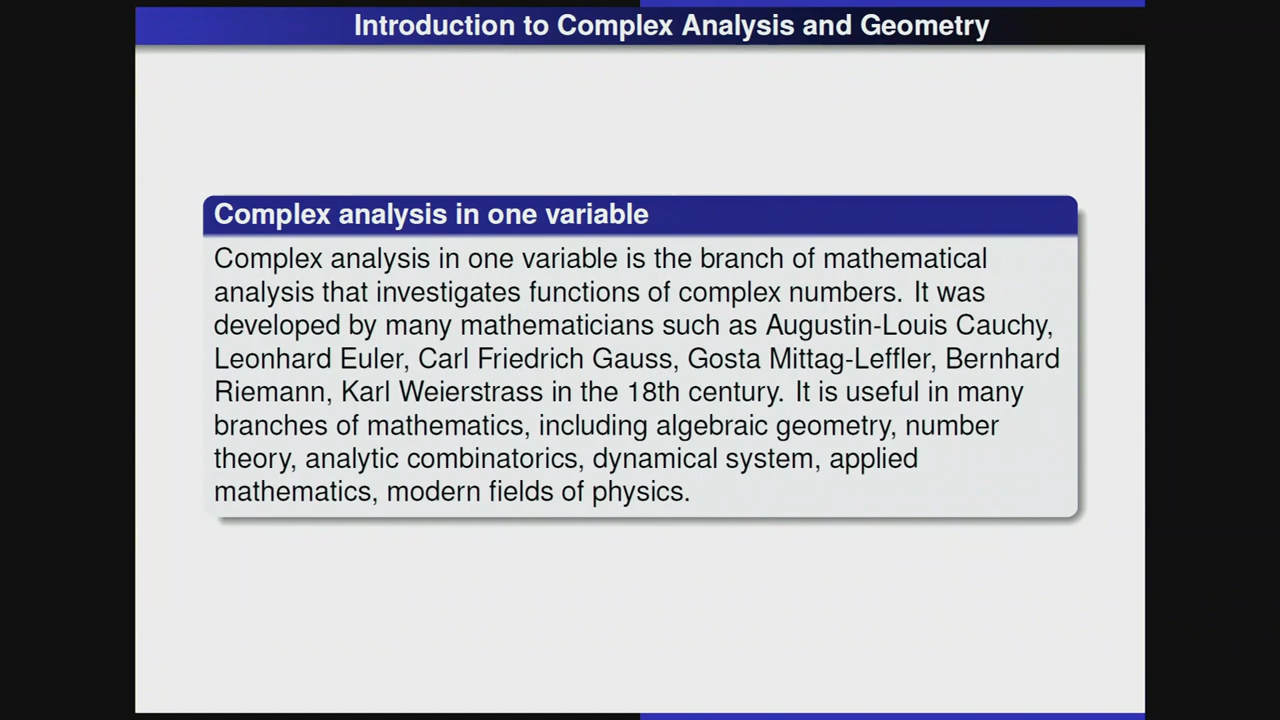 Introduction to Complex Analysis and Geometry
Complex analysis in one variable
Complex analysis in one variable is the branch of mathematical
analysis that investigates functions of complex numbers. It was
developed by many mathematicians such as Augustin-Louis Cauchy,
Leonhard Euler, Carl Friedrich Gauss, Gosta Mittag-Leffler, Bernhard
Riemann, Karl Weierstrass in the 18th century. It is useful in many
branches of mathematics, including algebraic geometry, number
theory, analytic combinatorics, dynamical system, applied
mathematics, modern fields of physics.